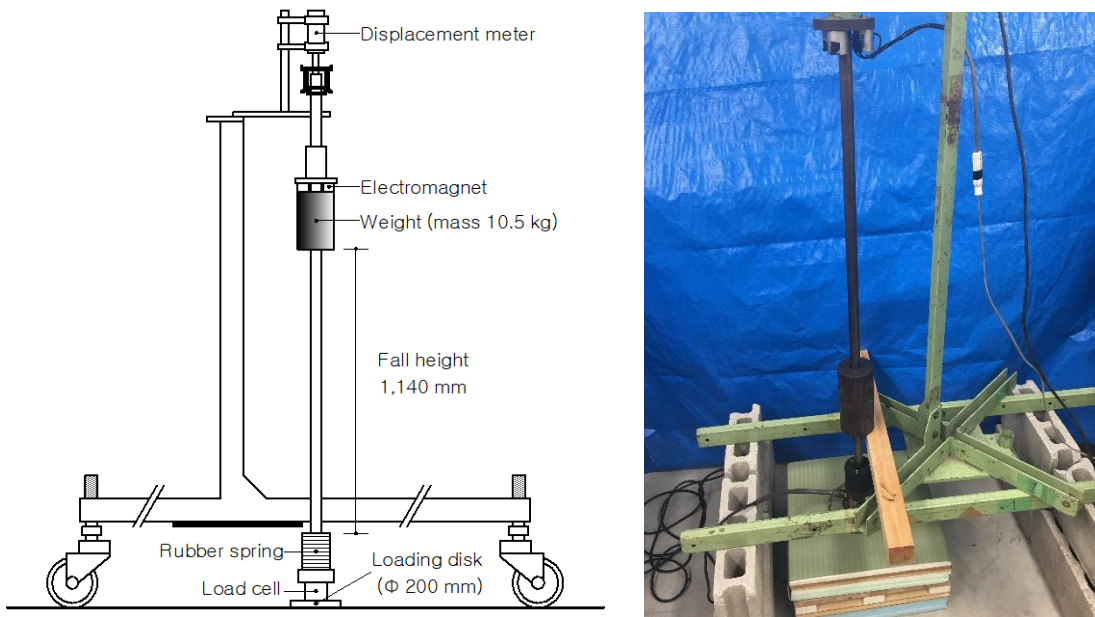 Displacement meter
Electromagnet
Weight (mass 10.5 kg)
Fall height
1,140 mm
Rubber spring
Loading disk
Load cell
(Φ 200 mm)